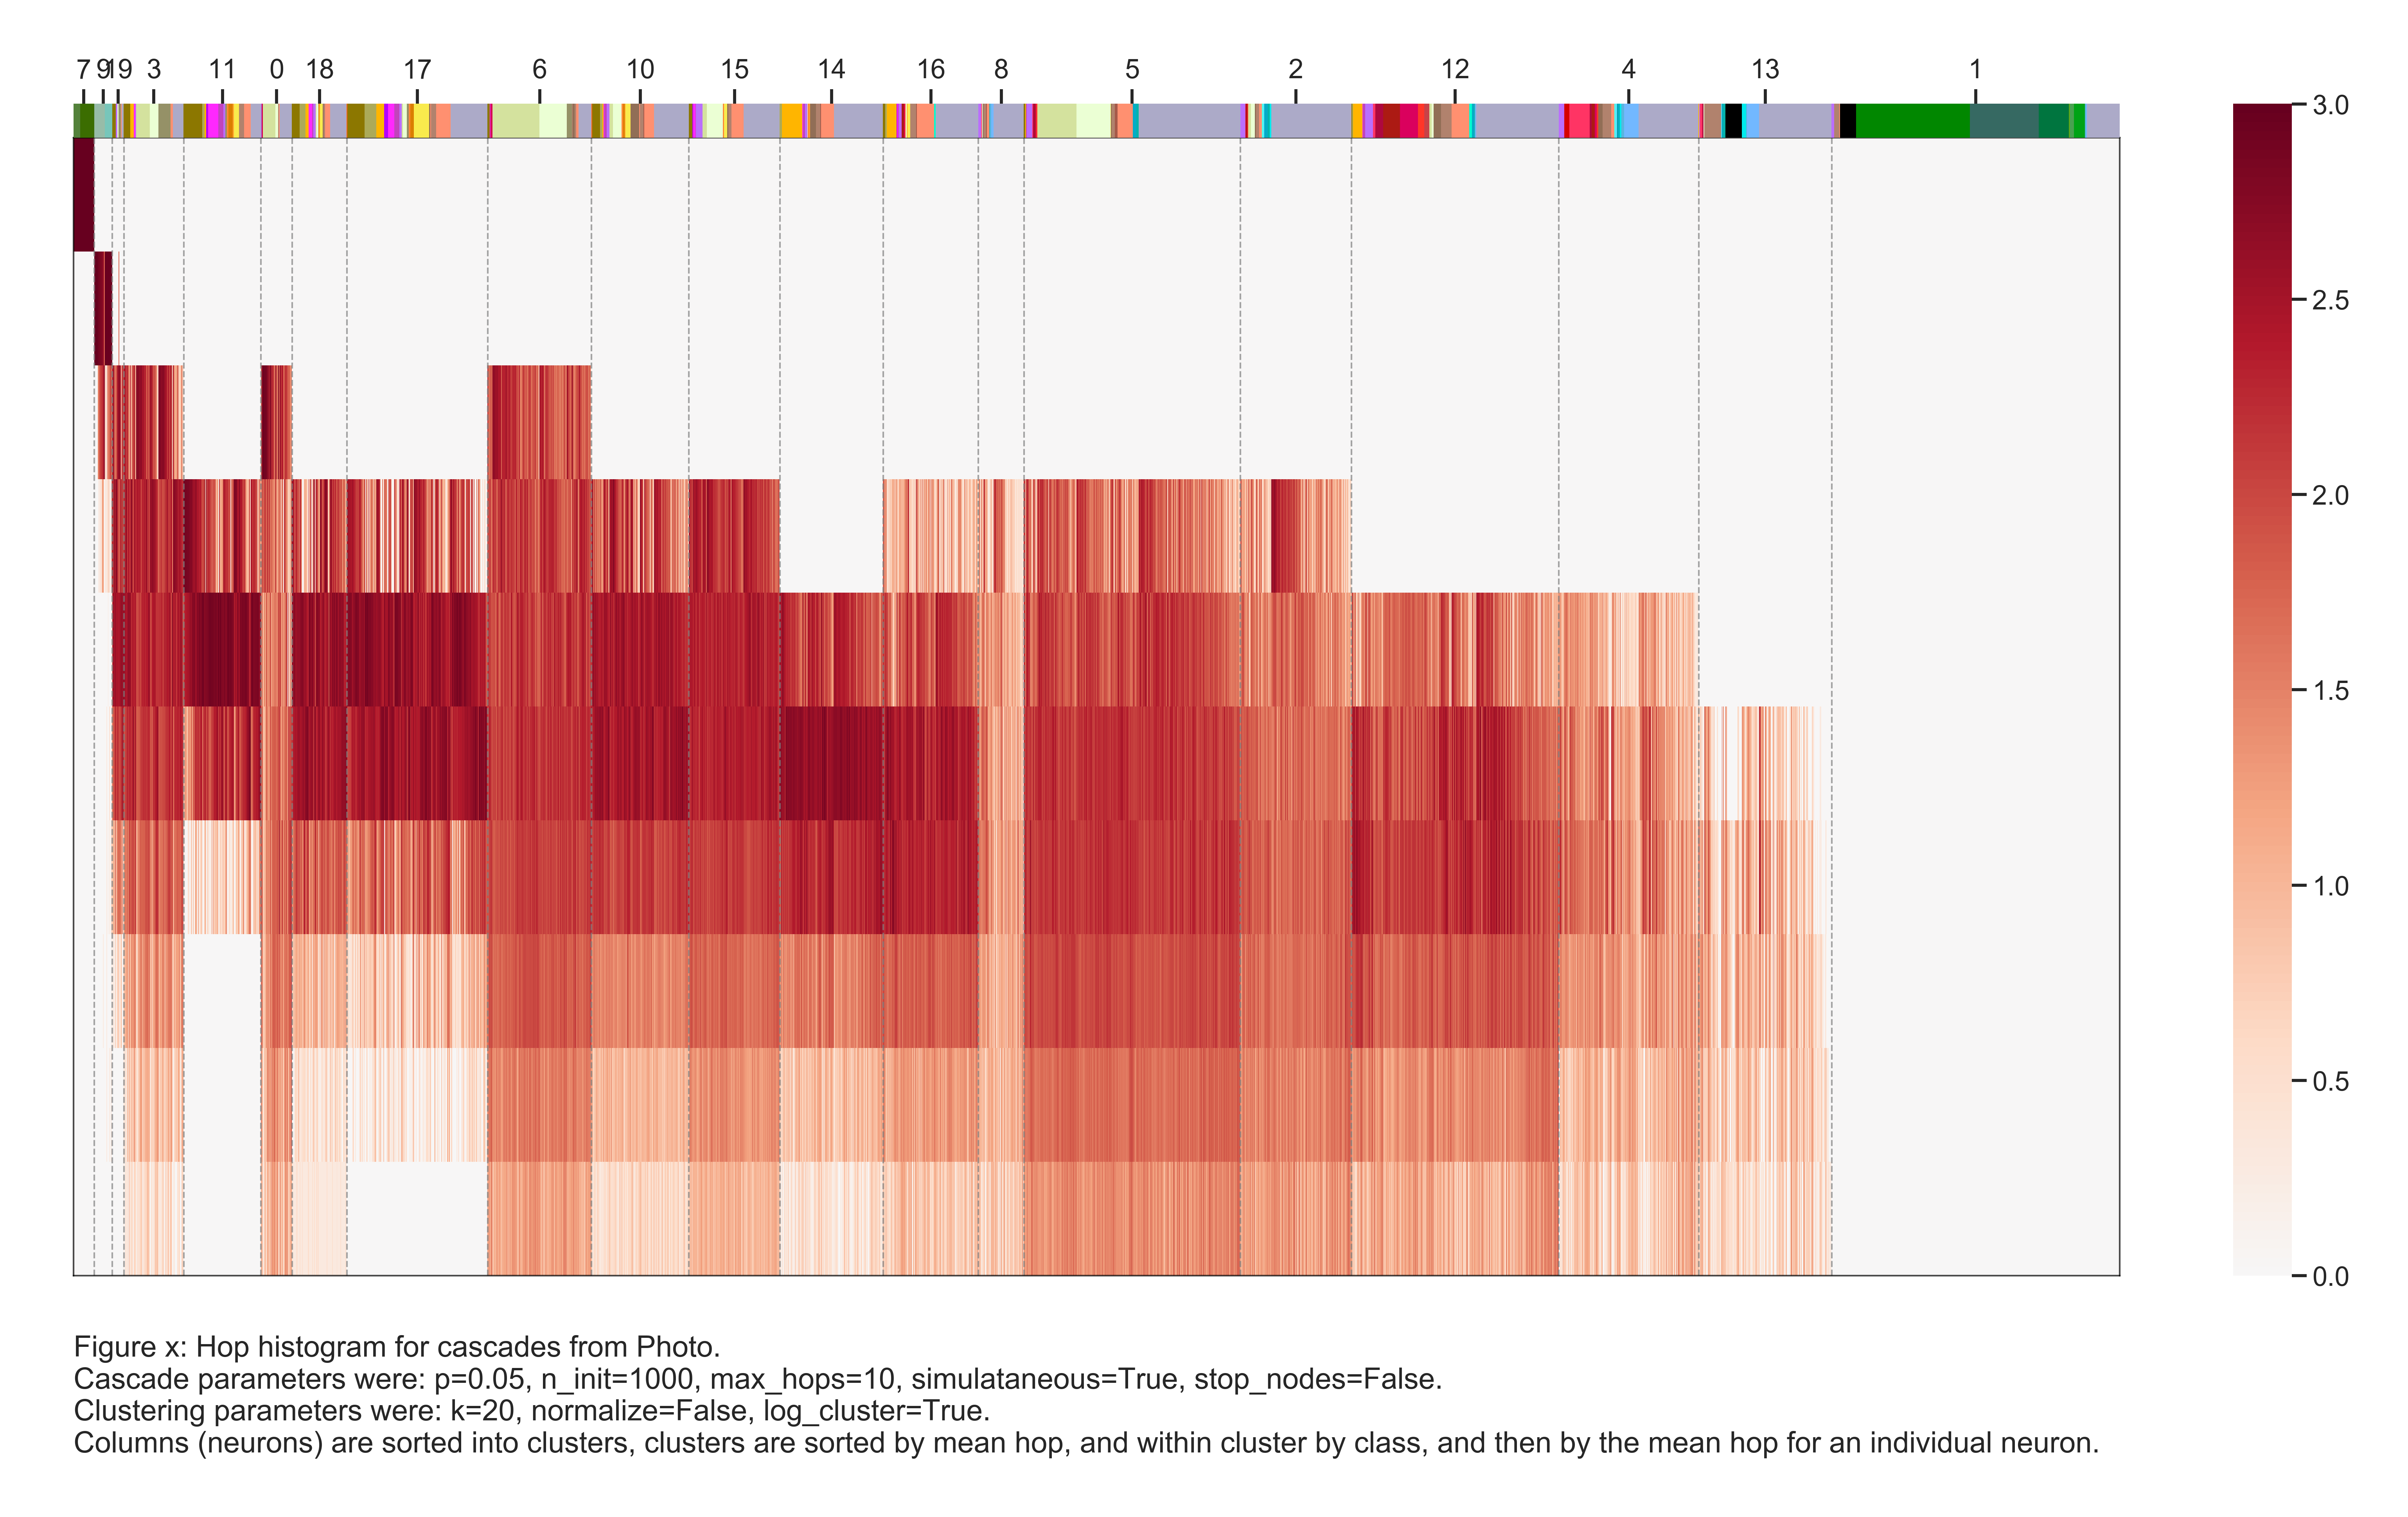 7 9 19 3 11 0 18 17 6 10 15 14 16 8 5 2 12 4 13 1
3.0
2.5
2.0
1.5
1.0
0.5
0.0
Figure x: Hop histogram for cascades from Photo.
Cascade parameters were: p=0.05, n_init=1000, max_hops=10, simulataneous=True, stop_nodes=False.
Clustering parameters were: k=20, normalize=False, log_cluster=True.
Columns (neurons) are sorted into clusters, clusters are sorted by mean hop, and within cluster by class, and then by the mean hop for an individual neuron.